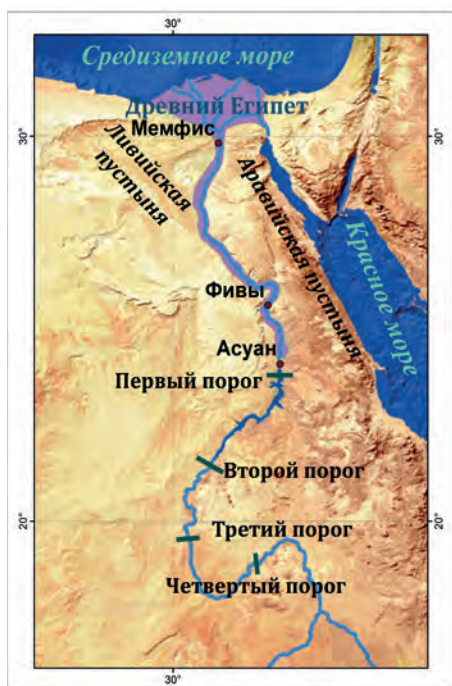 30°
Средиземное море
Древний Египет
30°
30°
Мемфис
Ливийская
пустыня
Аравийская пустыня
Красное море
Фивы
Асуан
Первый порог
Второй порог
20°
20°
Третий порог
Четвертый порог
30°